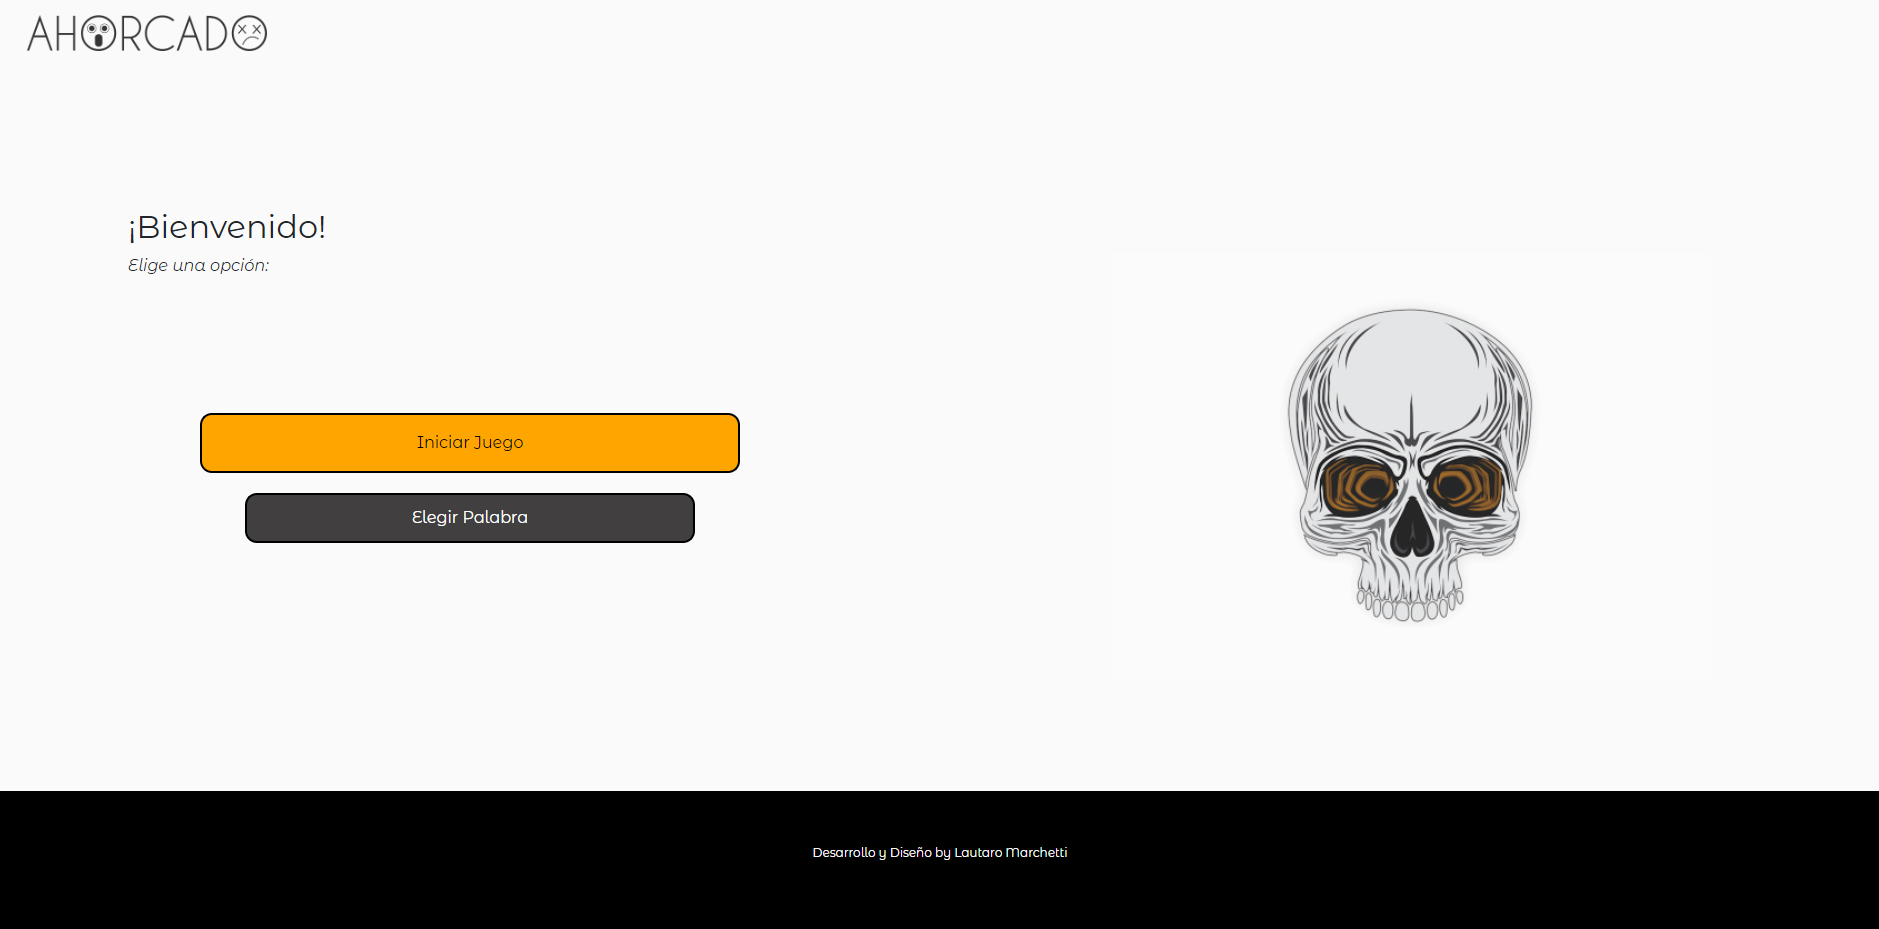 AHORCADO
¡Bienvenido!
Elige una opción:
Iniciar Juego
Elegir Palabra
Desarrollo y Diseño by Lautaro Marchetti